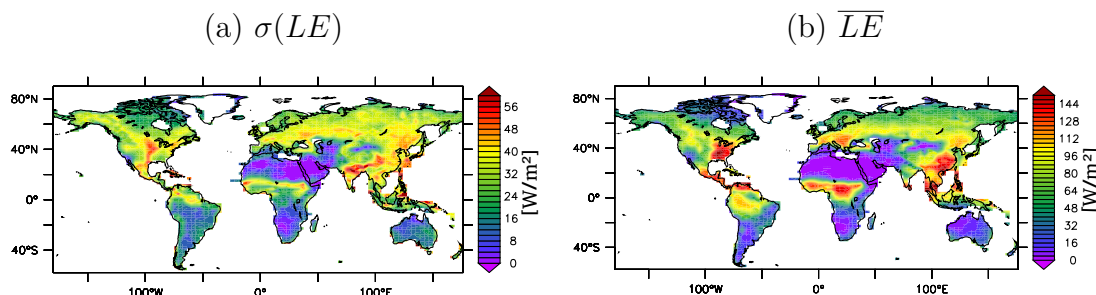 (a) σ(LE) (b) \overline{LE}
80°N 80°N
40°N 40°N
0° 0°
40°S 40°S
100°W 0° 100°E 100°W 0° 100°E
56
48
40
32
24
16
8
0
[W/m²]
144
128
112
96
80
64
48
32
16
0
[W/m²]